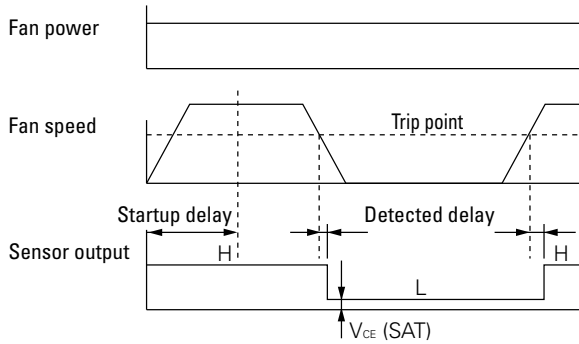 Fan power
Fan speed
Trip point
Startup delay
Detected delay
Sensor output
H
H
L
VCE (SAT)